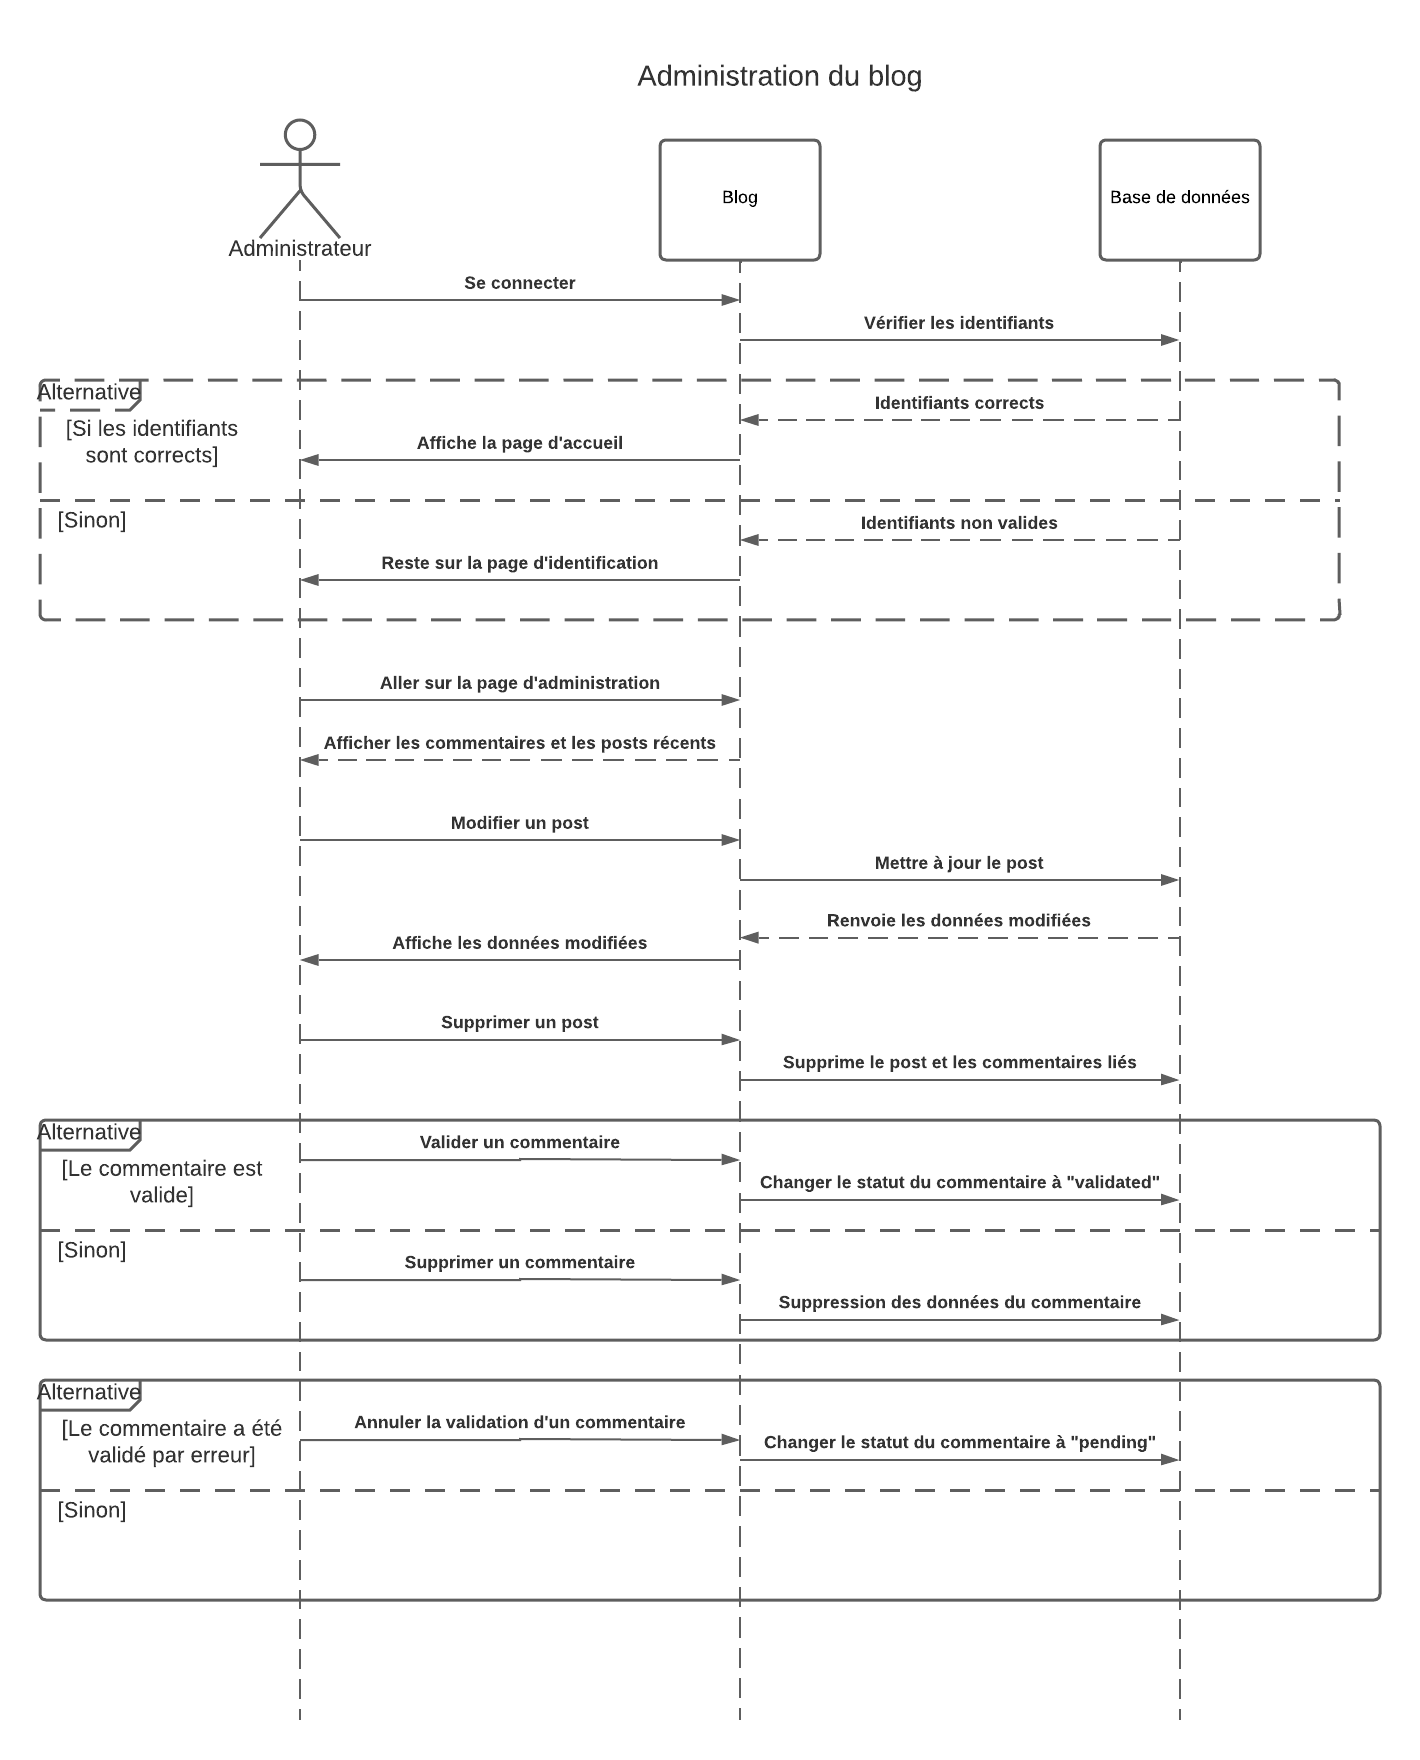 Administration du blog
Administrateur
Blog
Base de données
Se connecter
Vérifier les identifiants
Alternative
[Si les identifiants
sont corrects]
Identifiants corrects
Affiche la page d'accueil
[Sinon]
Identifiants non valides
Reste sur la page d'identification
Aller sur la page d'administration
Afficher les commentaires et les posts récents
Modifier un post
Mettre à jour le post
Renvoie les données modifiées
Affiche les données modifiées
Supprimer un post
Supprime le post et les commentaires liés
Alternative
[Le commentaire est
valide]
Valider un commentaire
Changer le statut du commentaire à "validated"
[Sinon]
Supprimer un commentaire
Suppression des données du commentaire
Alternative
[Le commentaire a été
validé par erreur]
Annuler la validation d'un commentaire
Changer le statut du commentaire à "pending"
[Sinon]